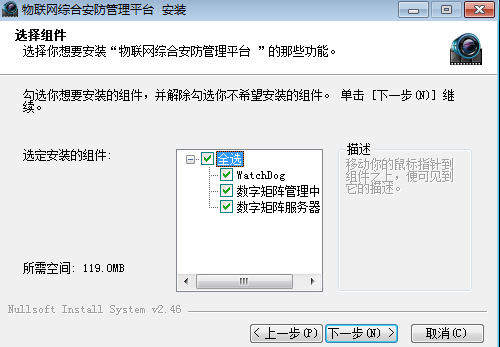 物联网综合安防管理平台 安装
选择组件
选择你想要安装“物联网综合安防管理平台 ”的那些功能。
勾选你想要安装的组件，并解除勾选你不希望安装的组件。 单击 [下一步(N)] 继
续。
选定安装的组件:
全选
WatchDog
数字矩阵管理中
数字矩阵服务器
描述
移动你的鼠标指针到
组件之上，便可见到
它的描述。
所需空间: 119.0MB
Nullsoft Install System v2.46
< 上一步(P)
下一步(N) >
取消(C)